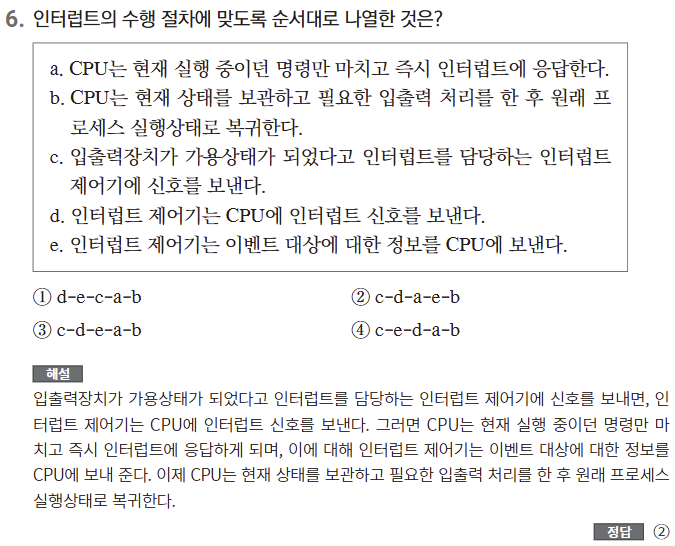 6. 인터럽트의 수행 절차에 맞도록 순서대로 나열한 것은?
a. CPU는 현재 실행 중이던 명령만 마치고 즉시 인터럽트에 응답한다.
b. CPU는 현재 상태를 보관하고 필요한 입출력 처리를 한 후 원래 프
로세스 실행상태로 복귀한다.
c. 입출력장치가 가용상태가 되었다고 인터럽트를 담당하는 인터럽트
제어기에 신호를 보낸다.
d. 인터럽트 제어기는 CPU에 인터럽트 신호를 보낸다.
e. 인터럽트 제어기는 이벤트 대상에 대한 정보를 CPU에 보낸다.
① d-e-c-a-b ② c-d-a-e-b
③ c-d-e-a-b ④ c-e-d-a-b
해설
입출력장치가 가용상태가 되었다고 인터럽트를 담당하는 인터럽트 제어기에 신호를 보내면, 인
터럽트 제어기는 CPU에 인터럽트 신호를 보낸다. 그러면 CPU는 현재 실행 중이던 명령만 마
치고 즉시 인터럽트에 응답하게 되며, 이에 대해 인터럽트 제어기는 이벤트 대상에 대한 정보를
CPU에 보내 준다. 이제 CPU는 현재 상태를 보관하고 필요한 입출력 처리를 한 후 원래 프로세스
실행상태로 복귀한다.
정답 ②